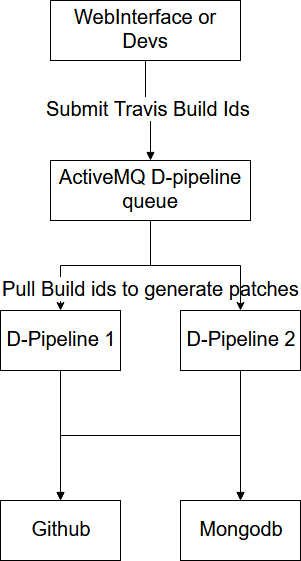 WebInterface or
Devs
Submit Travis Build Ids
ActiveMQ D-pipeline
queue
Pull Build ids to generate patches
D-Pipeline 1
D-Pipeline 2
Github
Mongodb